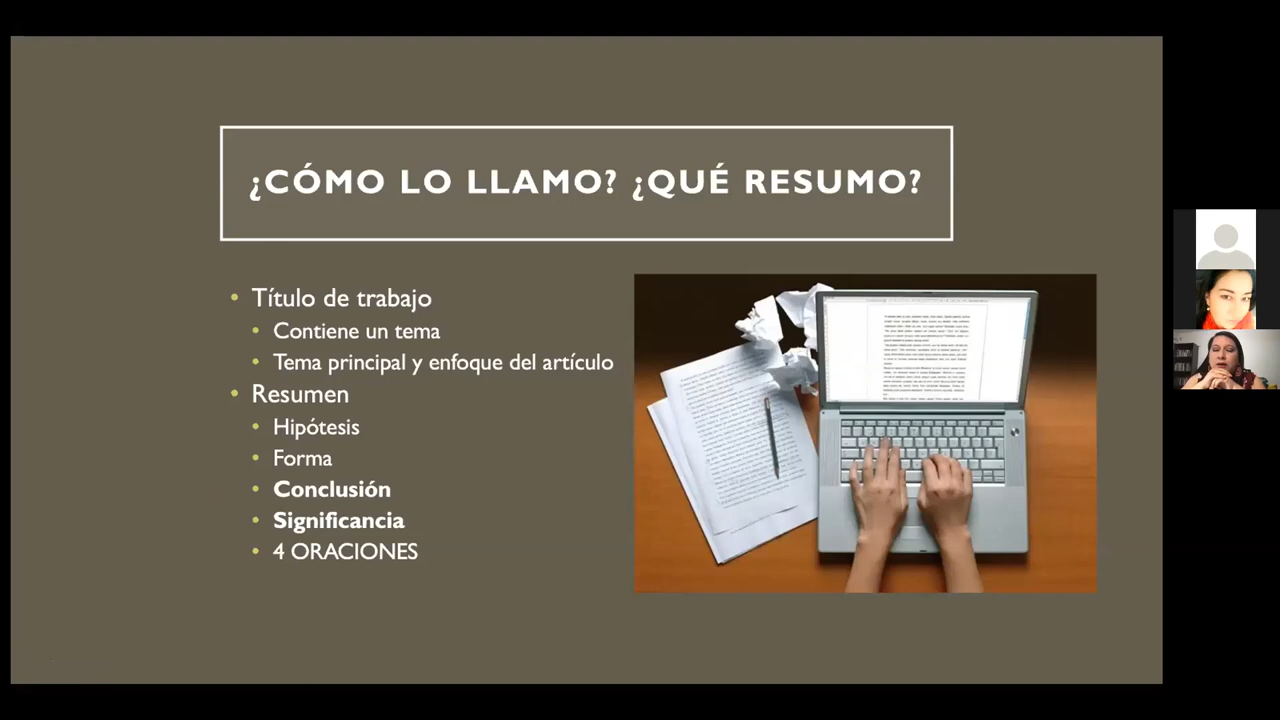 ¿CÓMO LO LLAMO? ¿QUÉ RESUMO?
• Título de trabajo
• Contiene un tema
• Tema principal y enfoque del artículo
• Resumen
• Hipótesis
• Forma
• Conclusión
• Significancia
• 4 ORACIONES